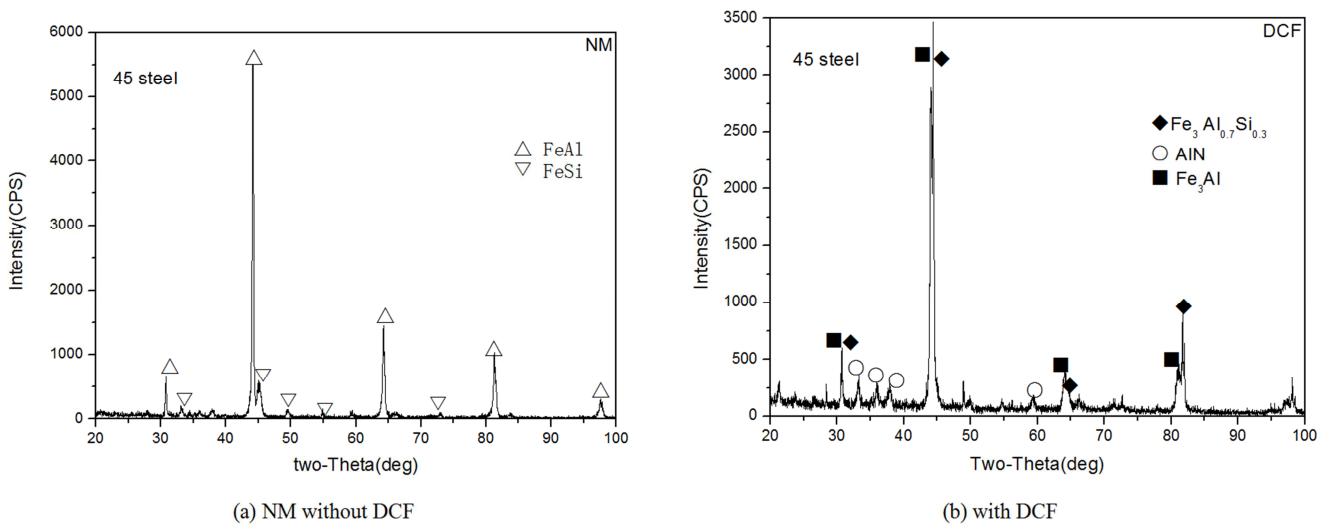 NM
45 steel
△ FeAl
▽ FeSi
6000
5000
4000
3000
2000
1000
0
Intensity(CPS)
20 30 40 50 60 70 80 90 100
two-Theta(deg)
(a) NM without DCF
DCF
45 steel
◆ Fe3 Al0.7Si0.3
○ AlN
■ Fe3Al
3500
3000
2500
2000
1500
1000
500
0
Intensity(CPS)
20 30 40 50 60 70 80 90 100
Two-Theta(deg)
(b) with DCF